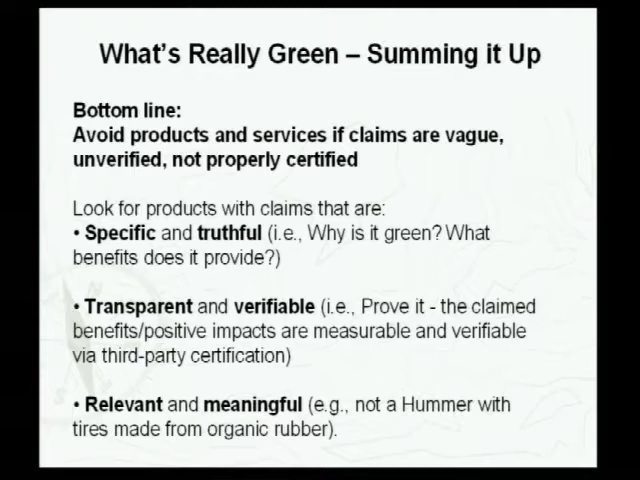 What's Really Green – Summing it Up
Bottom line:
Avoid products and services if claims are vague,
unverified, not properly certified
Look for products with claims that are:
• Specific and truthful (i.e., Why is it green? What
benefits does it provide?)
• Transparent and verifiable (i.e., Prove it - the claimed
benefits/positive impacts are measurable and verifiable
via third-party certification)
• Relevant and meaningful (e.g., not a Hummer with
tires made from organic rubber).